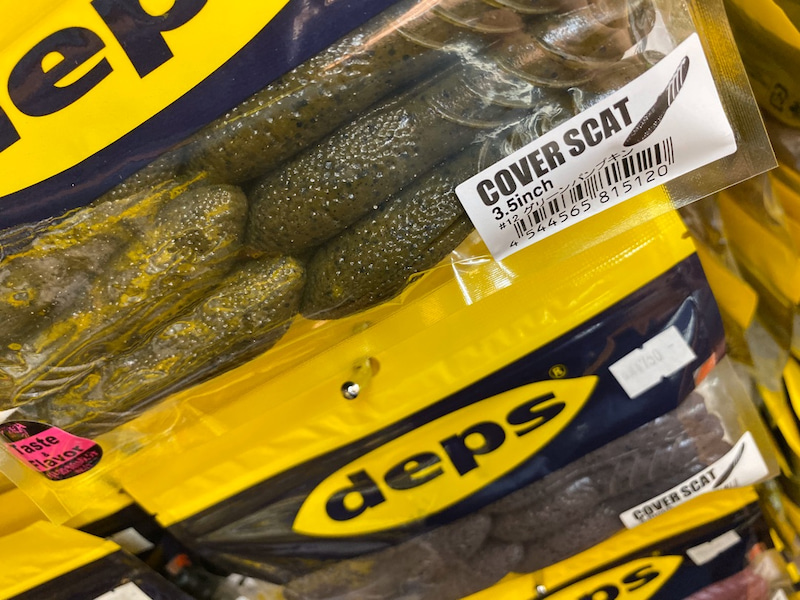 deps
COVER SCAT
3.5inch
#12 グリーンパンプキン
4 544565 815120
Taste
&
Flavor
deps®
COVER SCAT
deps